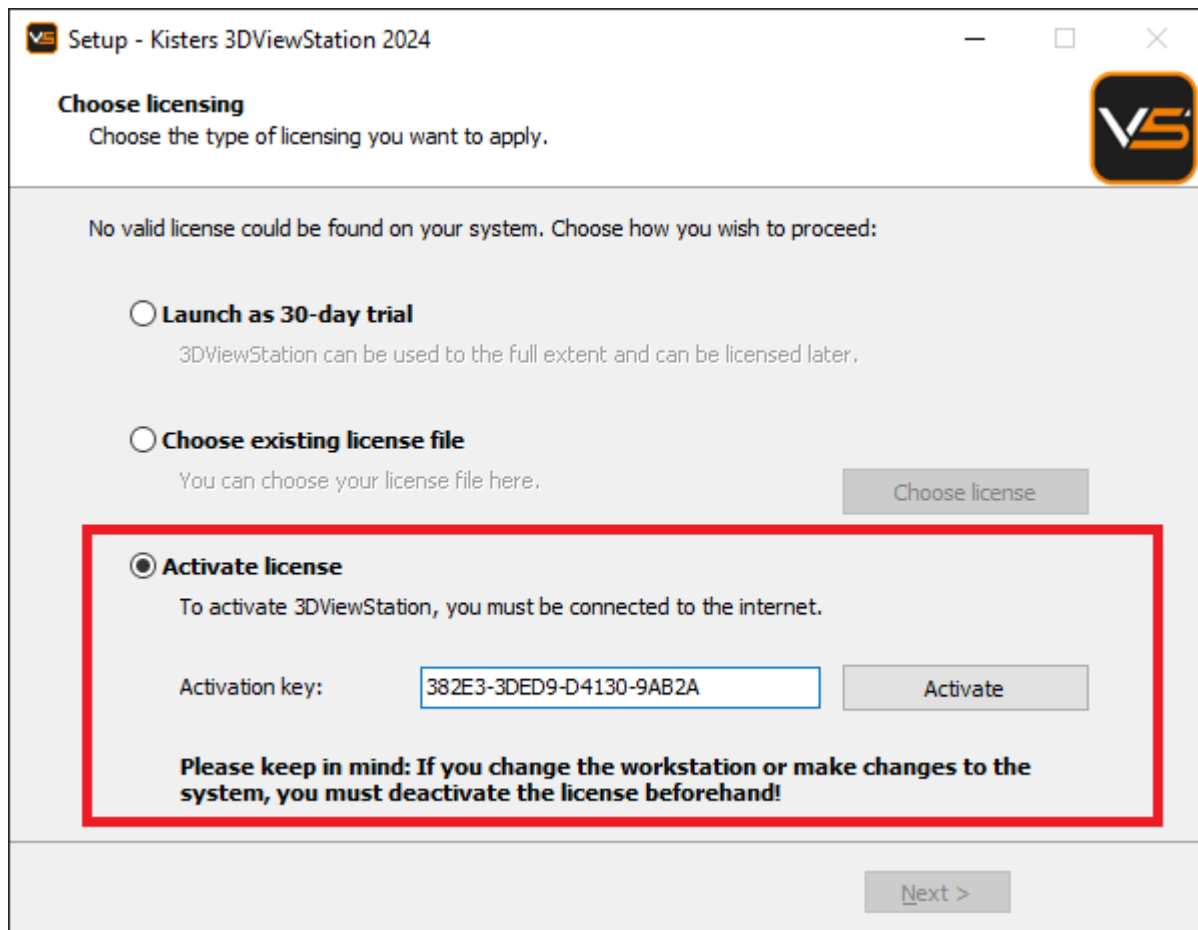 VS Setup - Kisters 3DViewStation 2024
Choose licensing
Choose the type of licensing you want to apply.
VS
No valid license could be found on your system. Choose how you wish to proceed:
Launch as 30-day trial
3DViewStation can be used to the full extent and can be licensed later.
Choose existing license file
You can choose your license file here.
Choose license
Activate license
To activate 3DViewStation, you must be connected to the internet.
Activation key: 382E3-3DED9-D4130-9AB2A Activate
Please keep in mind: If you change the workstation or make changes to the
system, you must deactivate the license beforehand!
Next >